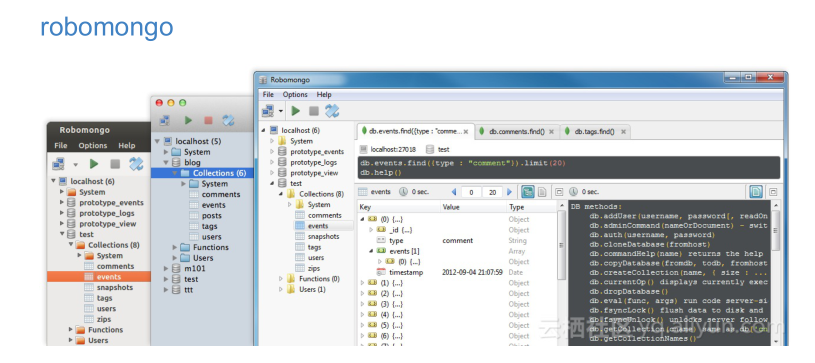 robomongo
Robomongo
File Options Help
localhost (6)
System
prototype_events
prototype_logs
prototype_view
test
Collections (8)
System
comments
events
snapshots
tags
users
zips
Functions
Users
localhost (5)
System
blog
Collections (6)
System
comments
events
posts
tags
users
Functions
Users
m101
test
ttt
Robomongo
File Options Help
localhost (6)
System
prototype_events
prototype_logs
prototype_view
test
Collections (8)
System
comments
events
snapshots
tags
users
zips
Functions (0)
Users (1)
db.events.find({type : "comme...
db.comments.find()
db.tags.find()
localhost:27018 test
db.events.find({type : "comment"}).limit(20)
db.help()
events 0 sec. 0 20
Key Value Type
(0) {...} Object
_id {...} Object
type comment String
events [1] Array
(0) {...} Object
timestamp 2012-09-04 21:07:59 Date
(1) {...} Object
(2) {...} Object
(3) {...} Object
(4) {...} Object
(5) {...} Object
(6) {...} Object
0 sec.
DB methods:
db.addUser(username, password[, readOn
db.adminCommand(nameOrDocument) - swit
db.auth(username, password)
db.cloneDatabase(fromhost)
db.commandHelp(name) returns the help
db.copyDatabase(fromdb, todb, fromhost
db.createCollection(name, { size : ...
db.currentOp() displays currently exec
db.dropDatabase()
db.eval(func, args) run code server-si
db.fsyncLock() flush data to disk and
db.fsyncUnlock() unlocks server follow
db.getCollection(cname) same as db['cn
db.getCollectionNames()
云栖社区 yq.aliyun.com